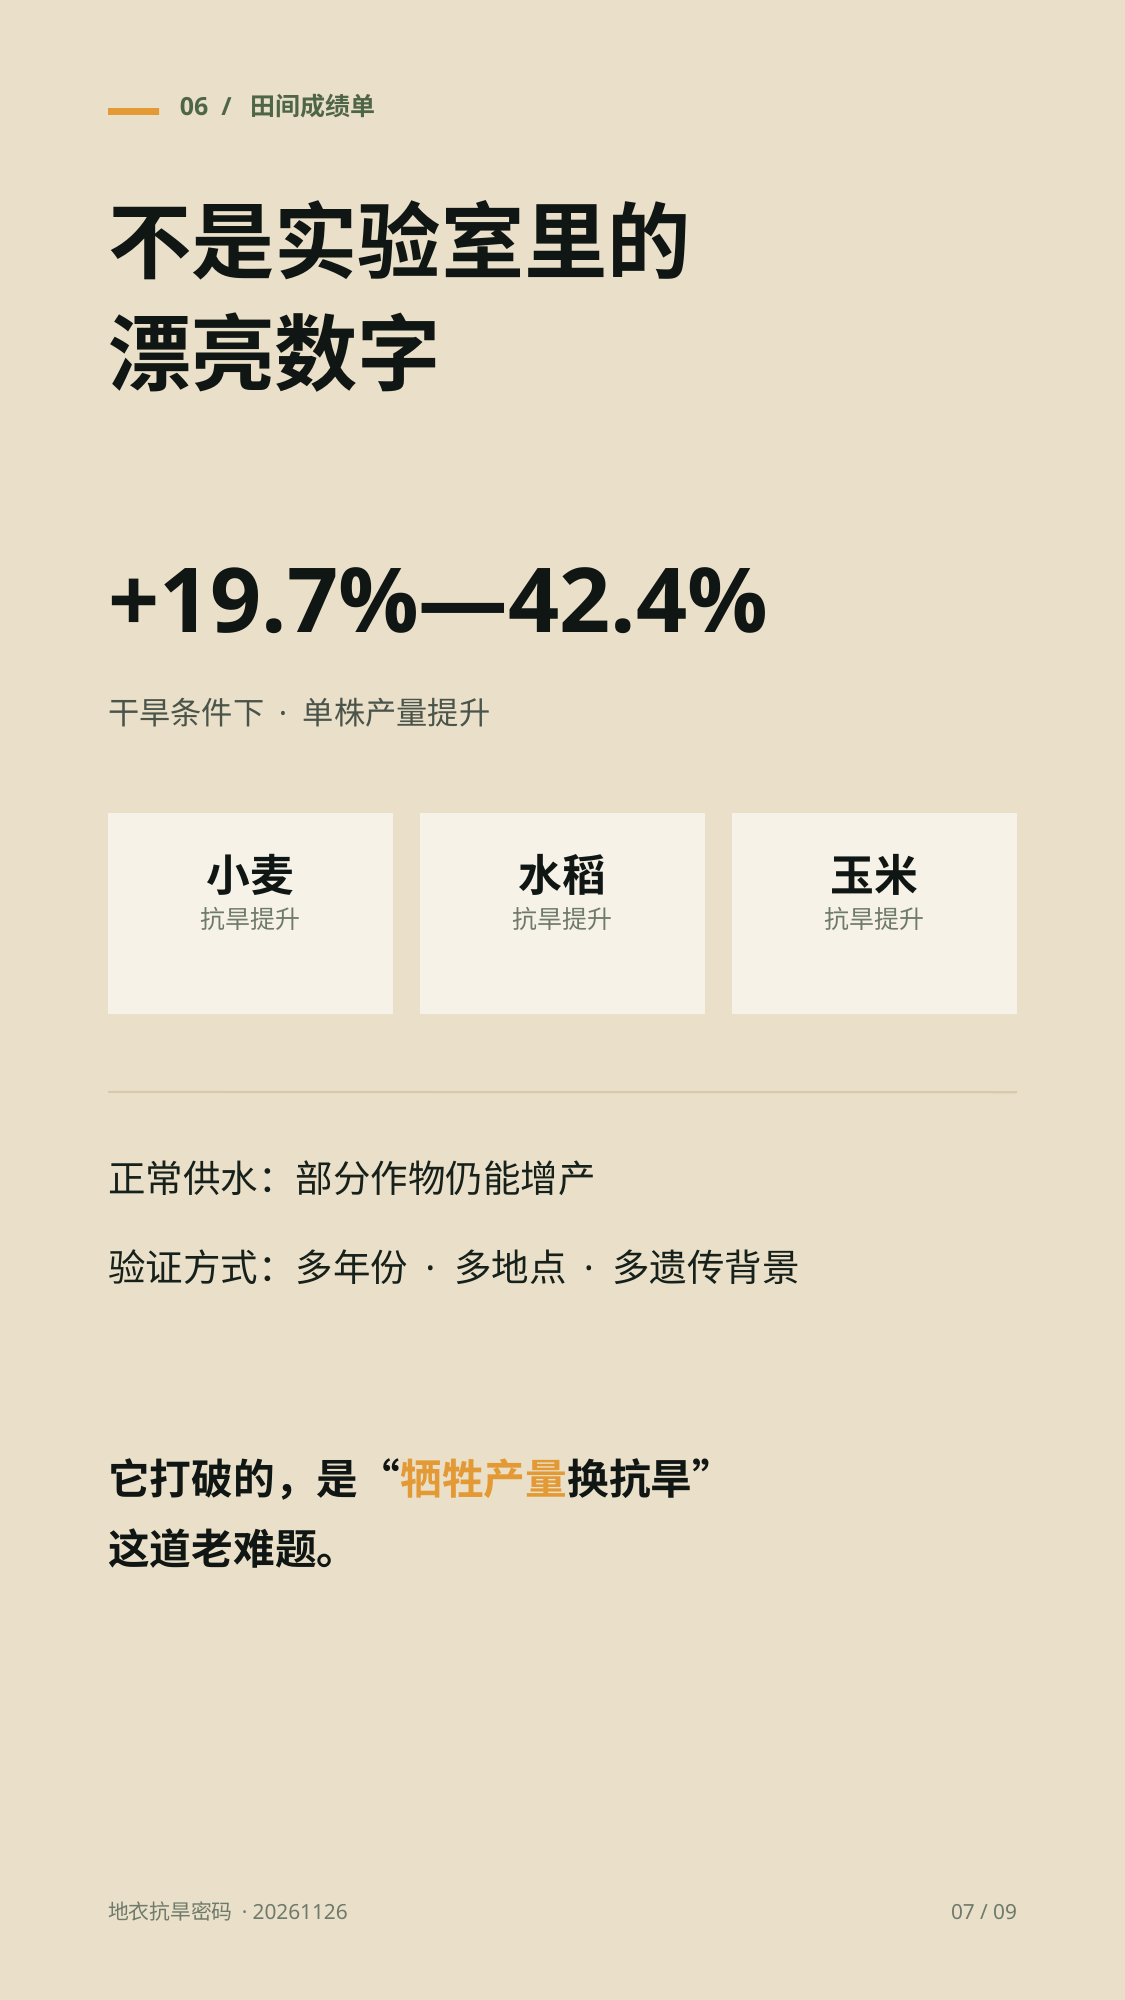 06 / 田间成绩单
不是实验室里的
漂亮数字
+19.7%—42.4%
干旱条件下 · 单株产量提升
小麦
抗旱提升
水稻
抗旱提升
玉米
抗旱提升
正常供水：部分作物仍能增产
验证方式：多年份 · 多地点 · 多遗传背景
它打破的，是“牺牲产量换抗旱”
这道老难题。
地衣抗旱密码 · 20261126
07 / 09